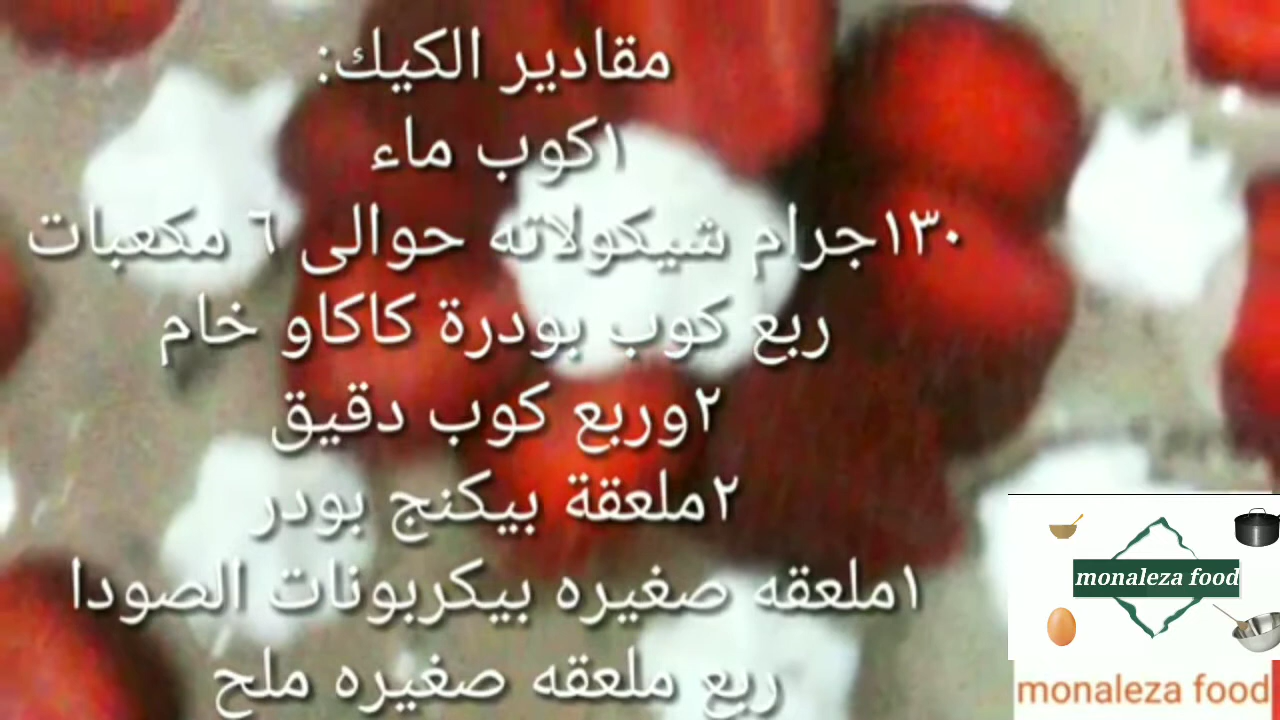 مقادير الكيك:
١كوب ماء
١٣٠جرام شيكولاته حوالى ٦ مكعبات
ربع كوب بودرة كاكاو خام
٢وربع كوب دقيق
٢ملعقة بيكنج بودر
١ملعقه صغيره بيكربونات الصودا
ربع ملعقه صغيره ملح
monaleza food
monaleza food